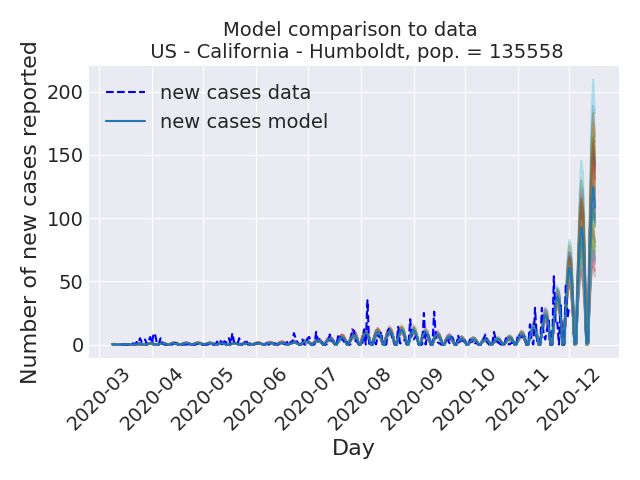 Model comparison to data
US - California - Humboldt, pop. = 135558
Number of new cases reported
200
150
100
50
0
new cases data
new cases model
2020-03
2020-04
2020-05
2020-06
2020-07
2020-08
2020-09
2020-10
2020-11
2020-12
Day